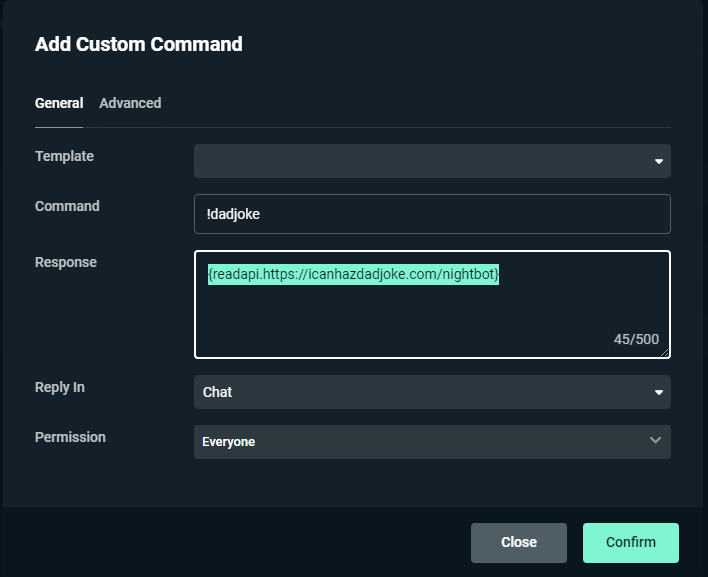 Add Custom Command
General Advanced
Template
Command !dadjoke
Response {readapi.https://icanhazdadjoke.com/nightbot}
45/500
Reply In Chat
Permission Everyone
Close Confirm